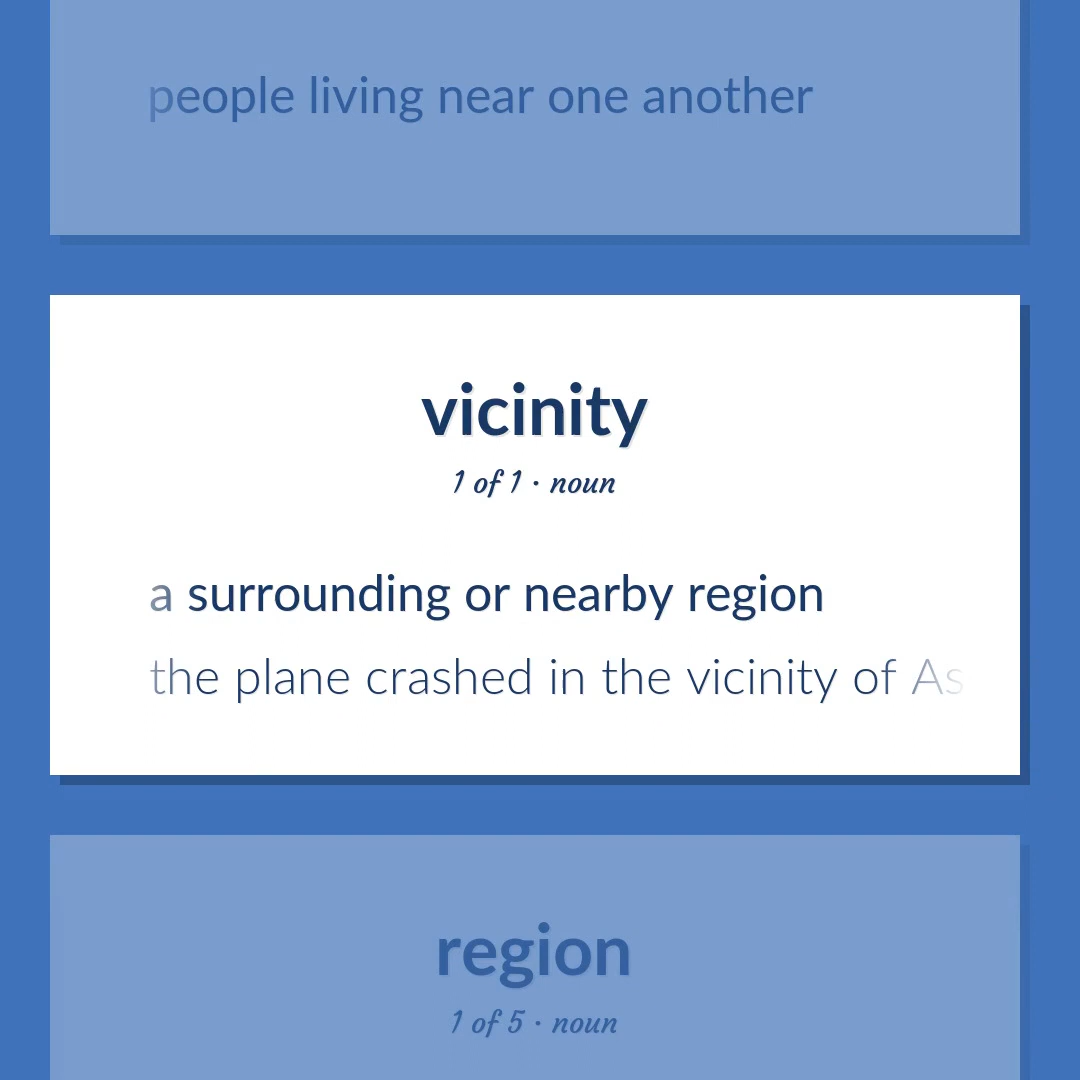 people living near one another
vicinity
1 of 1 · noun
a surrounding or nearby region
the plane crashed in the vicinity of As
region
1 of 5 · noun